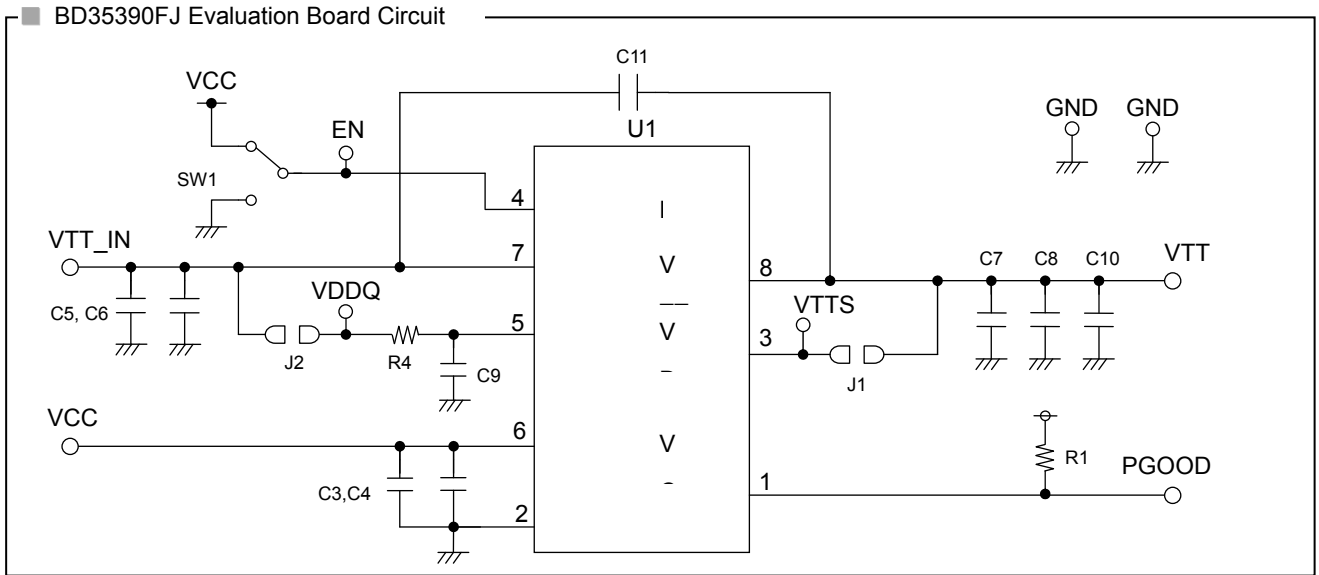 BD35390FJ Evaluation Board Circuit
C11
VCC
GND GND
EN
U1
SW1
4
I
VTT_IN
7
V
8
C7 C8 C10
VTT
C5, C6
VDDQ
VTTS
5
V
3
J2
R4
C9
J1
VCC
6
V
R1
PGOOD
C3,C4
1
2